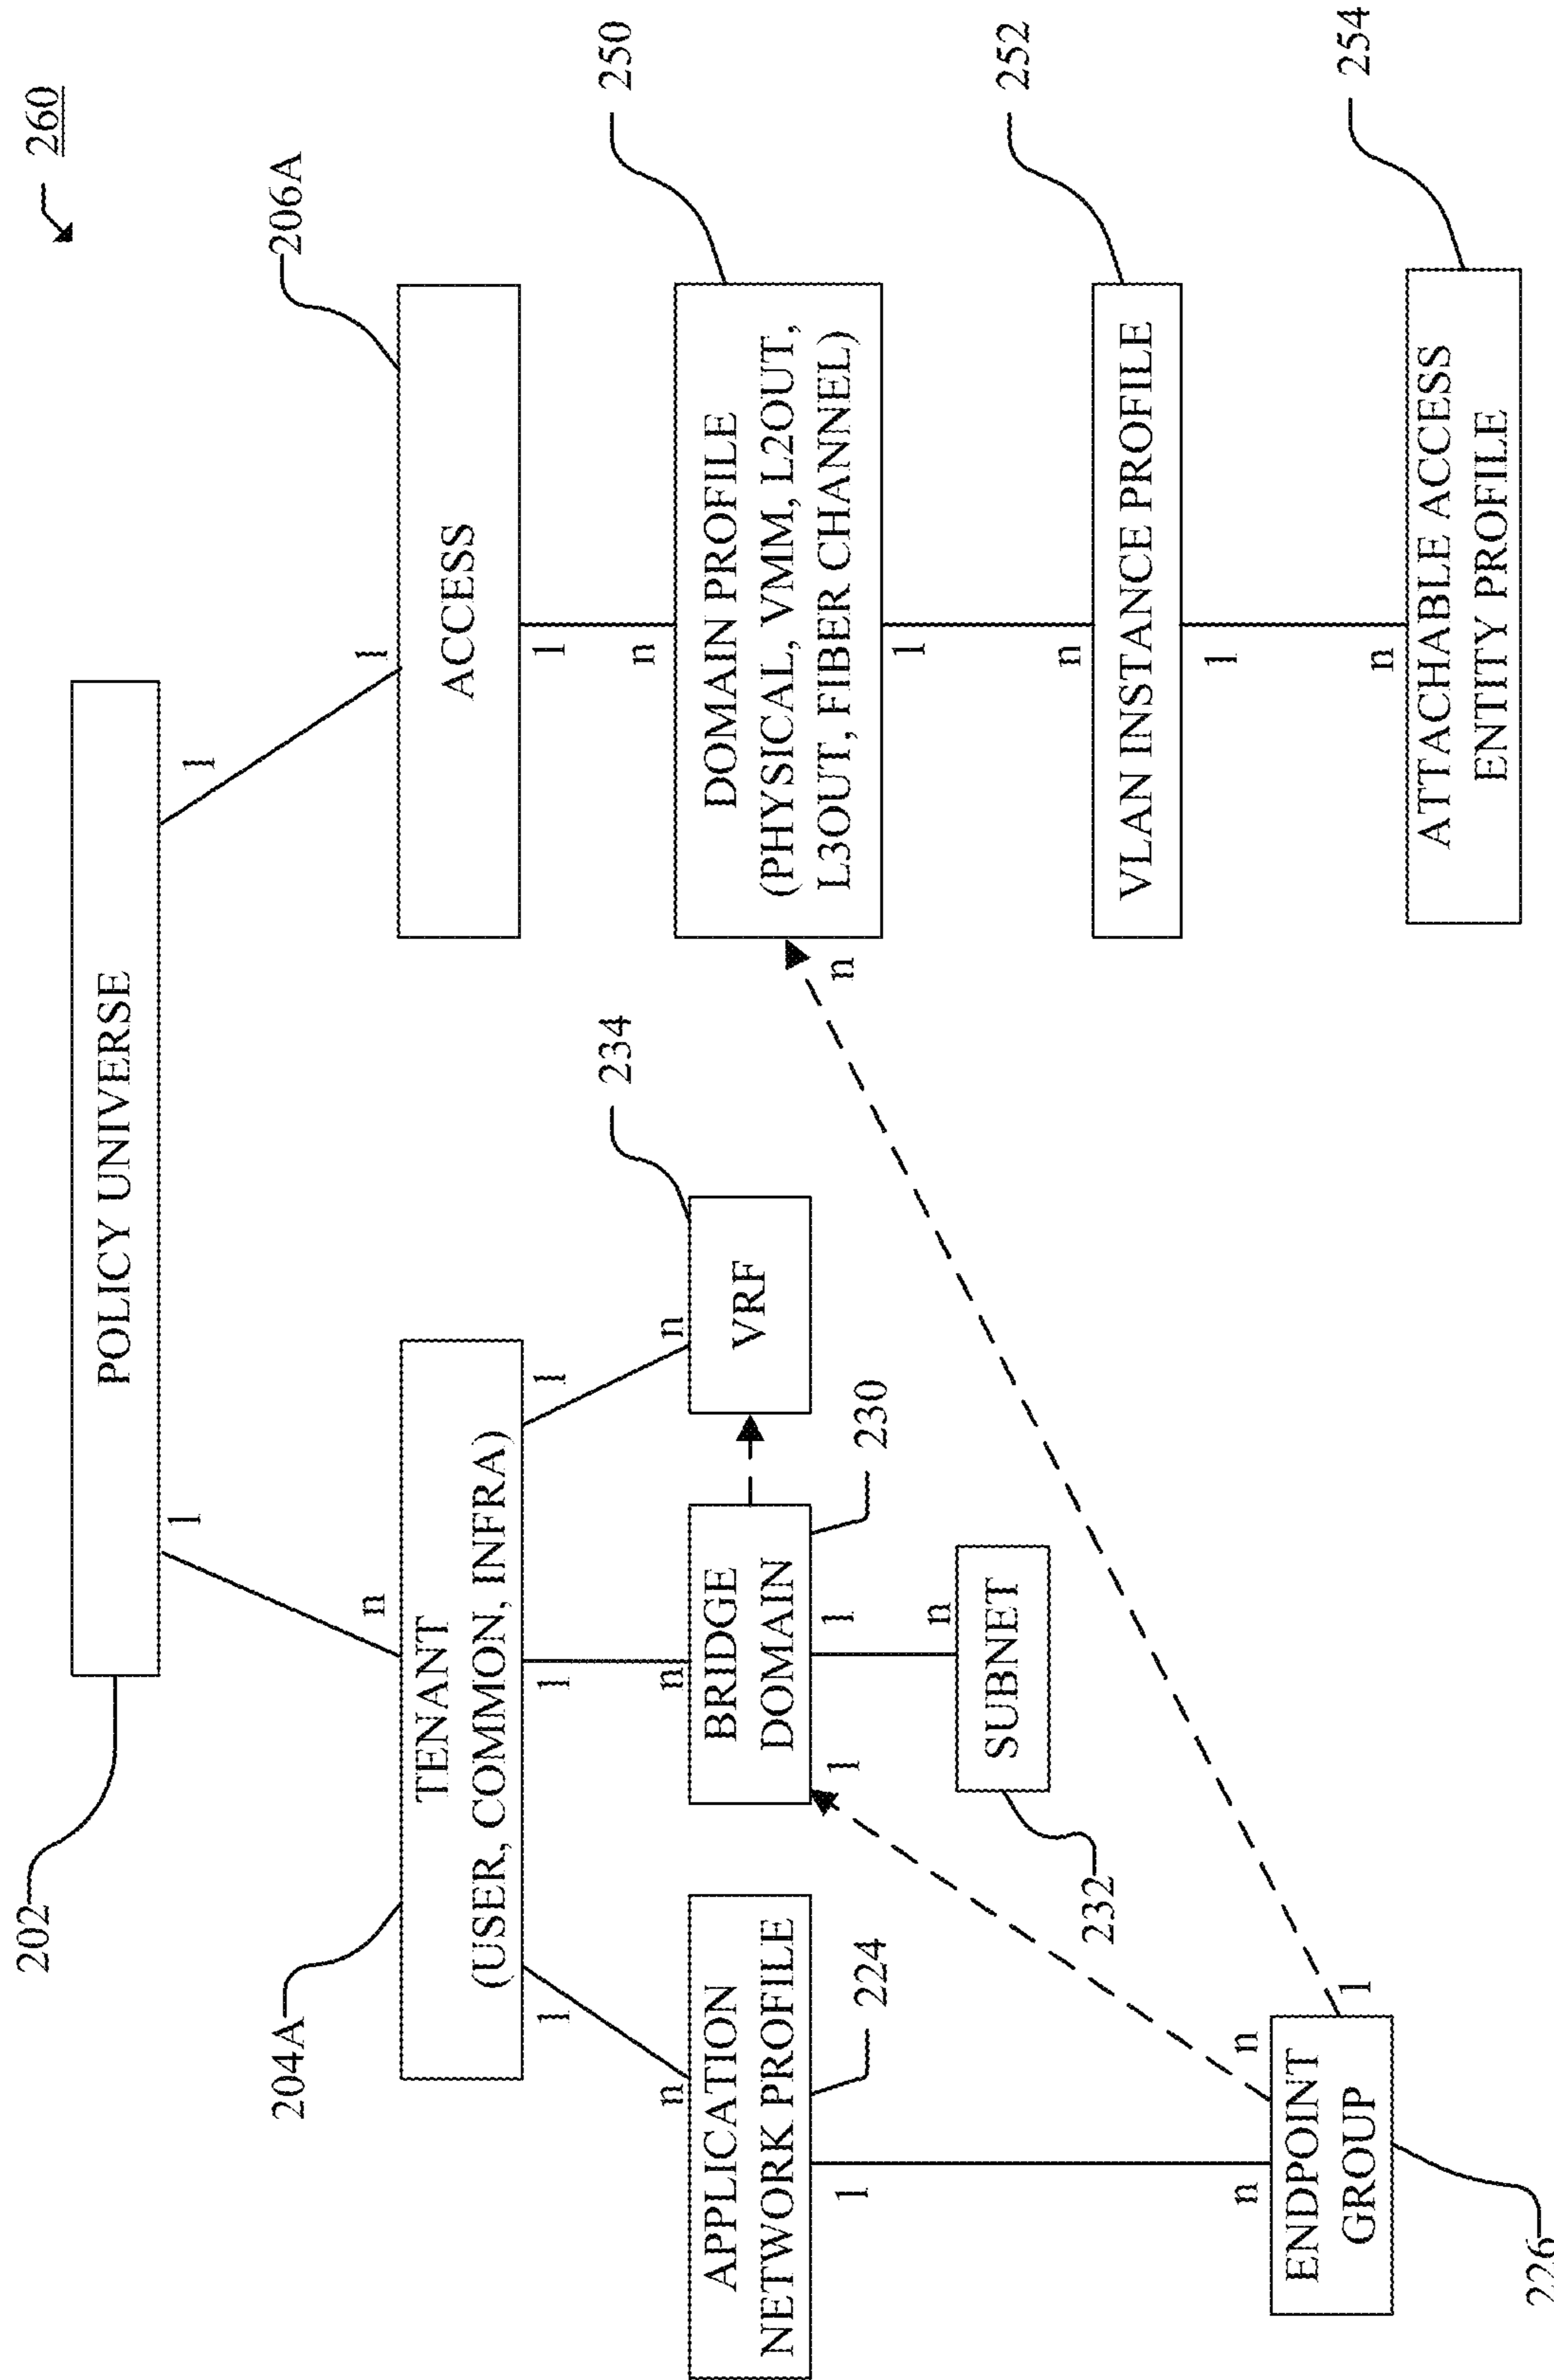 260
POLICY UNIVERSE
202
1
1
n
1
TENANT
(USER, COMMON, INFRA)
204A
ACCESS
206A
1
1
1
1
n
n
n
n
APPLICATION
NETWORK PROFILE
224
BRIDGE
DOMAIN
230
VRF
234
DOMAIN PROFILE
(PHYSICAL, VMM, L2OUT,
L3OUT, FIBER CHANNEL)
250
1
1
1
n
1
n
n
SUBNET
232
VLAN INSTANCE PROFILE
252
1
n
n
n
1
ENDPOINT
GROUP
226
ATTACHABLE ACCESS
ENTITY PROFILE
254